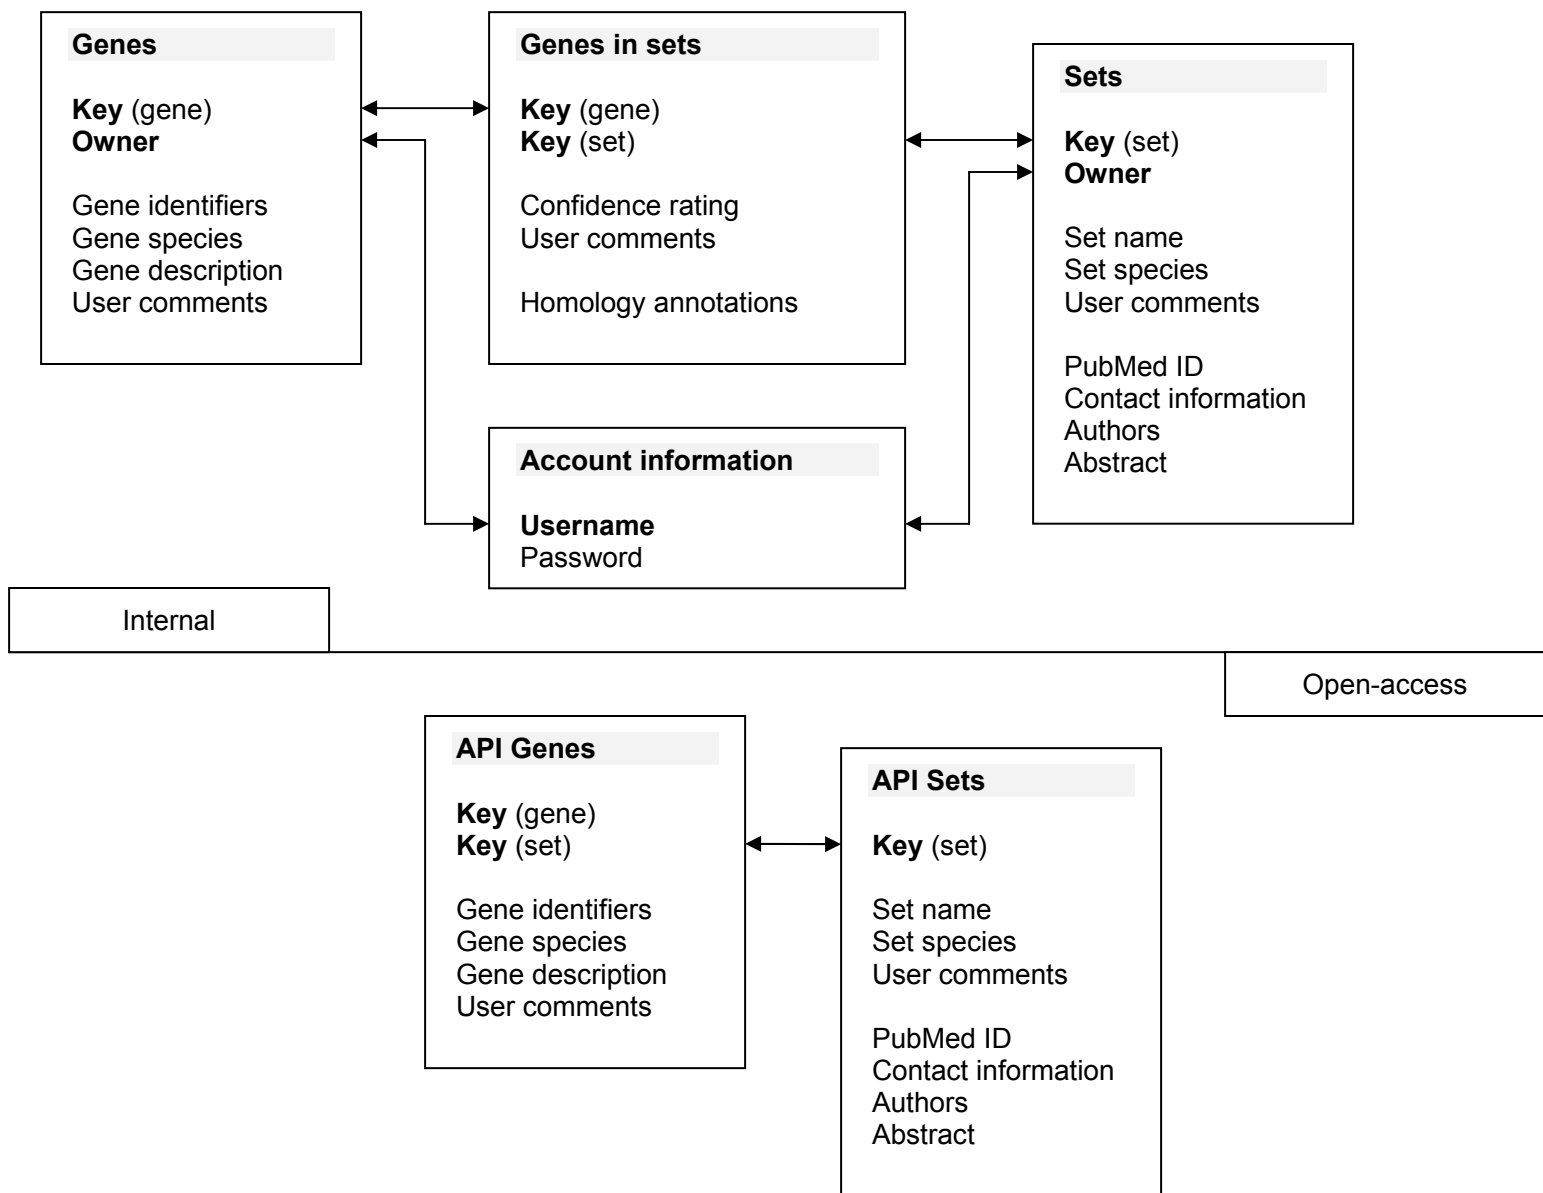 Genes
Key (gene)
Owner
Gene identifiers
Gene species
Gene description
User comments
Genes in sets
Key (gene)
Key (set)
Confidence rating
User comments
Homology annotations
Sets
Key (set)
Owner
Set name
Set species
User comments
PubMed ID
Contact information
Authors
Abstract
Account information
Username
Password
Internal
Open-access
API Genes
Key (gene)
Key (set)
Gene identifiers
Gene species
Gene description
User comments
API Sets
Key (set)
Set name
Set species
User comments
PubMed ID
Contact information
Authors
Abstract